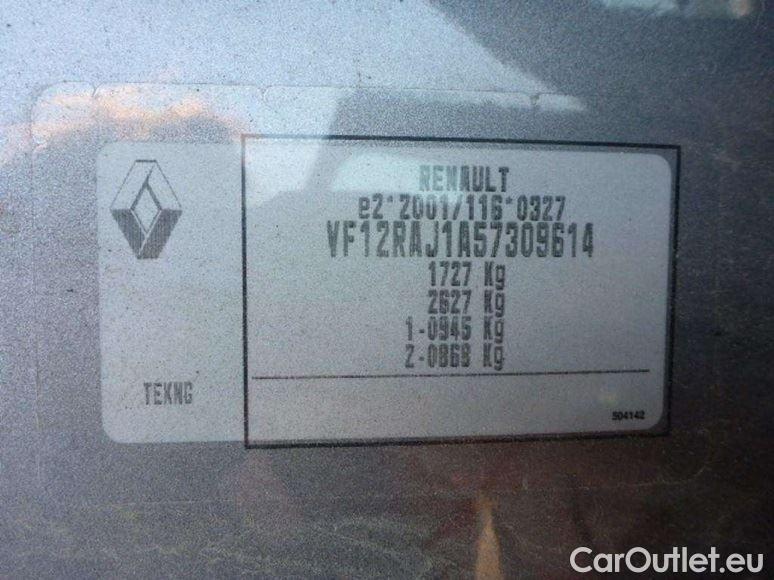 RENAULT
e2*2001/116*0327
VF12RAJ1A57309614
1727 Kg
2627 Kg
1-0945 Kg
2-0868 Kg
TEKNG
504142
CarOutlet.eu